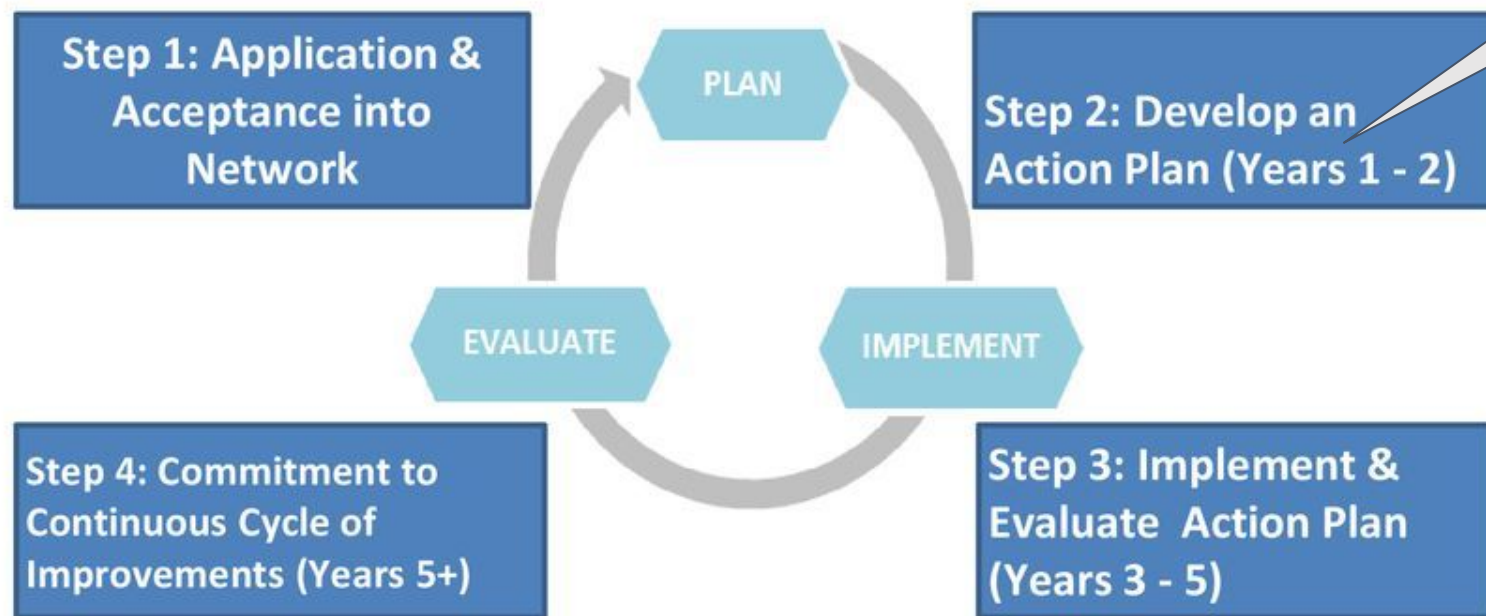 Step 1: Application &
Acceptance into
Network
PLAN
Step 2: Develop an
Action Plan (Years 1 - 2)
EVALUATE
IMPLEMENT
Step 4: Commitment to
Continuous Cycle of
Improvements (Years 5+)
Step 3: Implement &
Evaluate Action Plan
(Years 3 - 5)